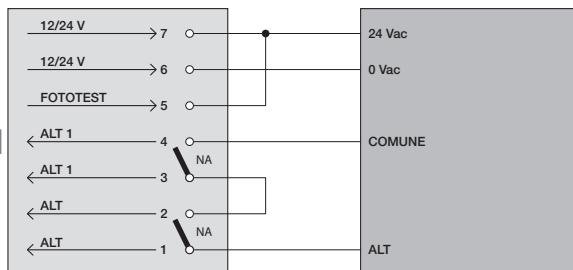 12/24 V 7 24 Vac
12/24 V 6 0 Vac
FOTOTEST 5
ALT 1 4 COMUNE
NA
ALT 1 3
ALT 2
NA
ALT 1 ALT